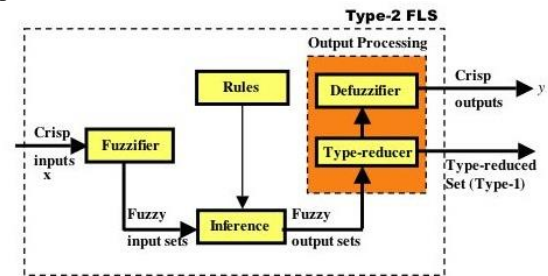 Type-2 FLS
Output Processing
Rules
Defuzzifier
Crisp
outputs
y
Crisp
inputs
x
Fuzzifier
Type-reducer
Type-reduced
Set (Type-1)
Fuzzy
input sets
Inference
Fuzzy
output sets